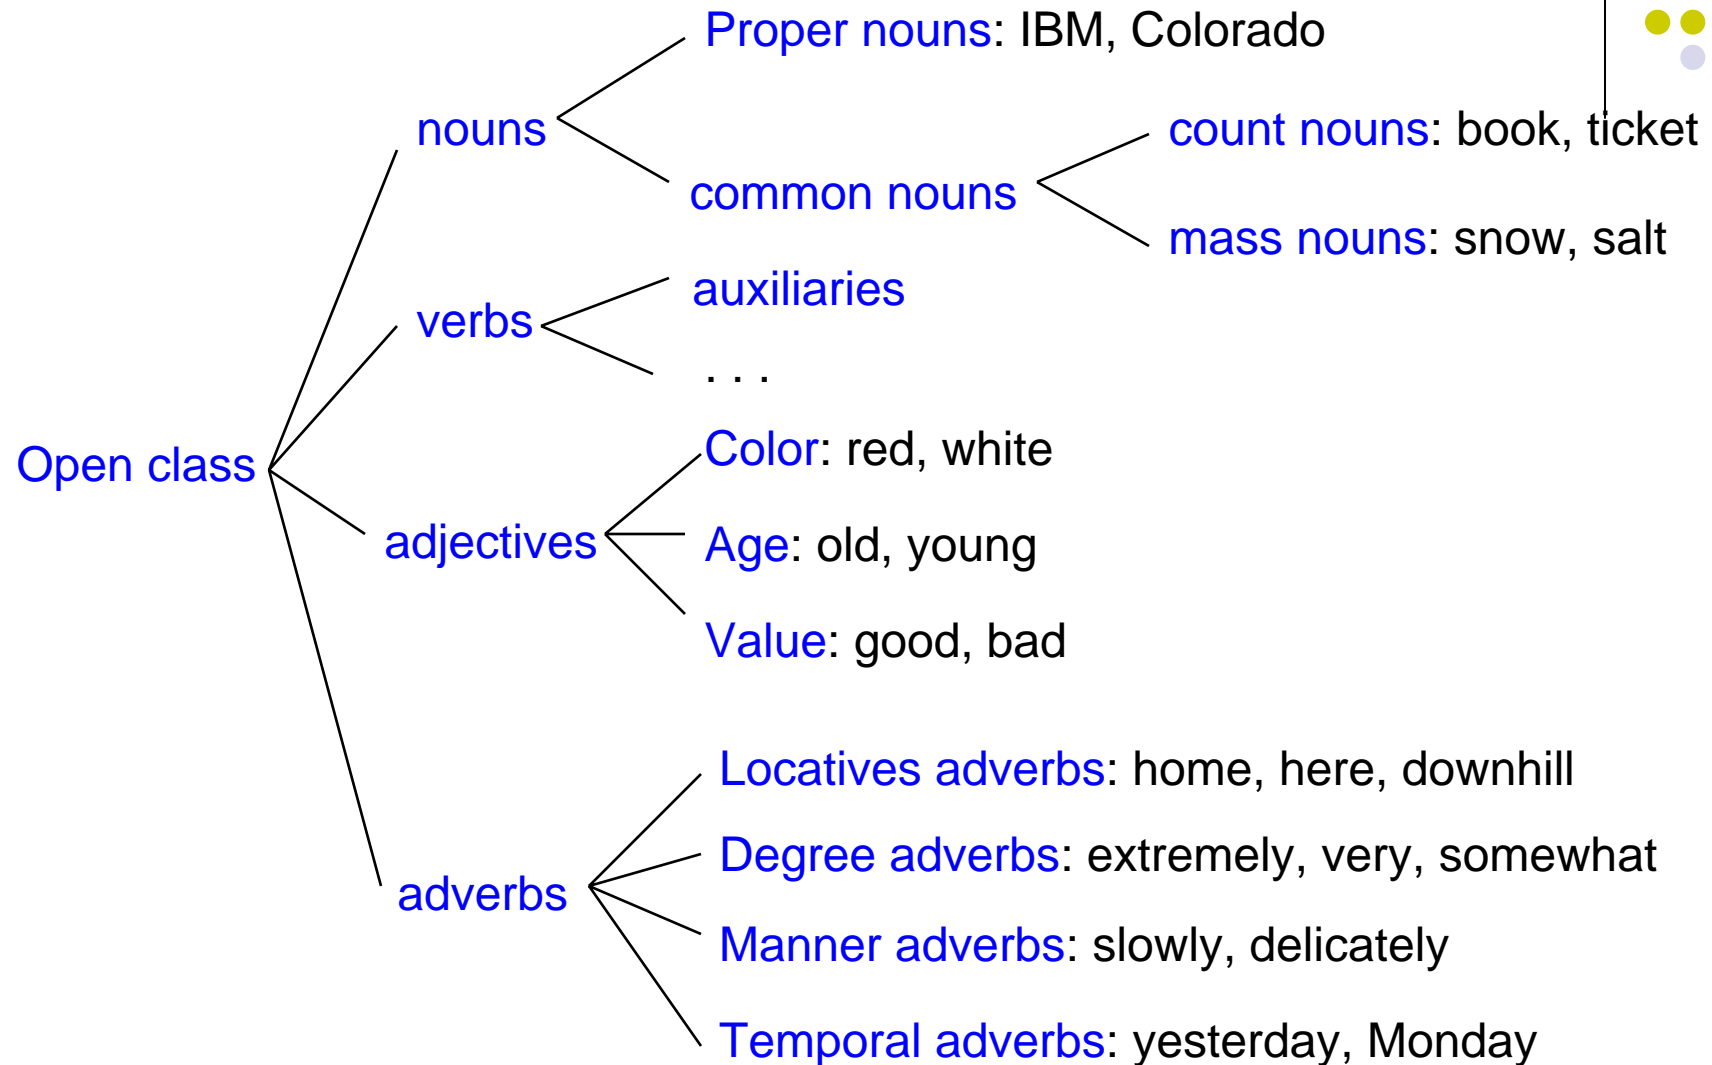 Proper nouns: IBM, Colorado
nouns
count nouns: book, ticket
common nouns
mass nouns: snow, salt
auxiliaries
verbs
. . .
Color: red, white
Open class
adjectives
Age: old, young
Value: good, bad
Locatives adverbs: home, here, downhill
Degree adverbs: extremely, very, somewhat
adverbs
Manner adverbs: slowly, delicately
Temporal adverbs: yesterday, Monday